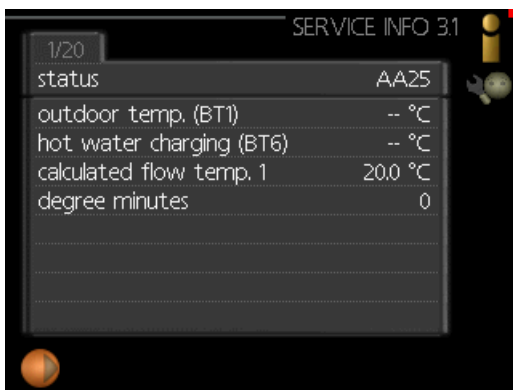 SERVICE INFO 3.1
1/20
status AA25
outdoor temp. (BT1) -- °C
hot water charging (BT6) -- °C
calculated flow temp. 1 20.0 °C
degree minutes 0